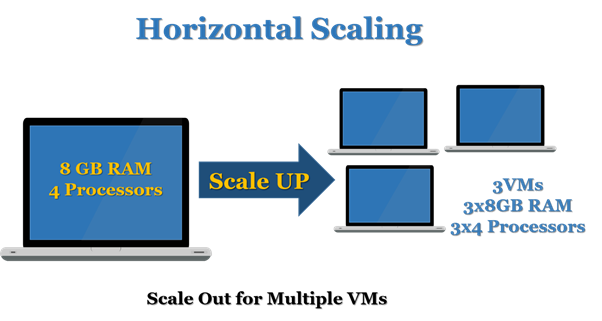 Horizontal Scaling
8 GB RAM
4 Processors
Scale UP
3VMs
3x8GB RAM
3x4 Processors
Scale Out for Multiple VMs